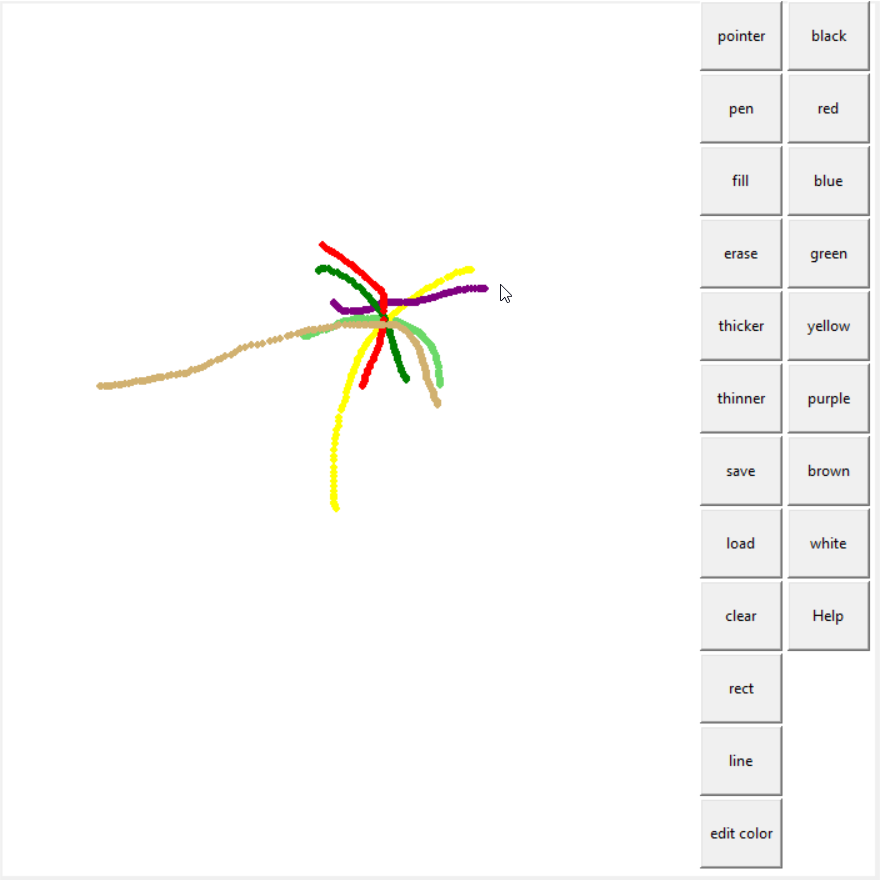 pointer black
pen red
fill blue
erase green
thicker yellow
thinner purple
save brown
load white
clear Help
rect
line
edit color